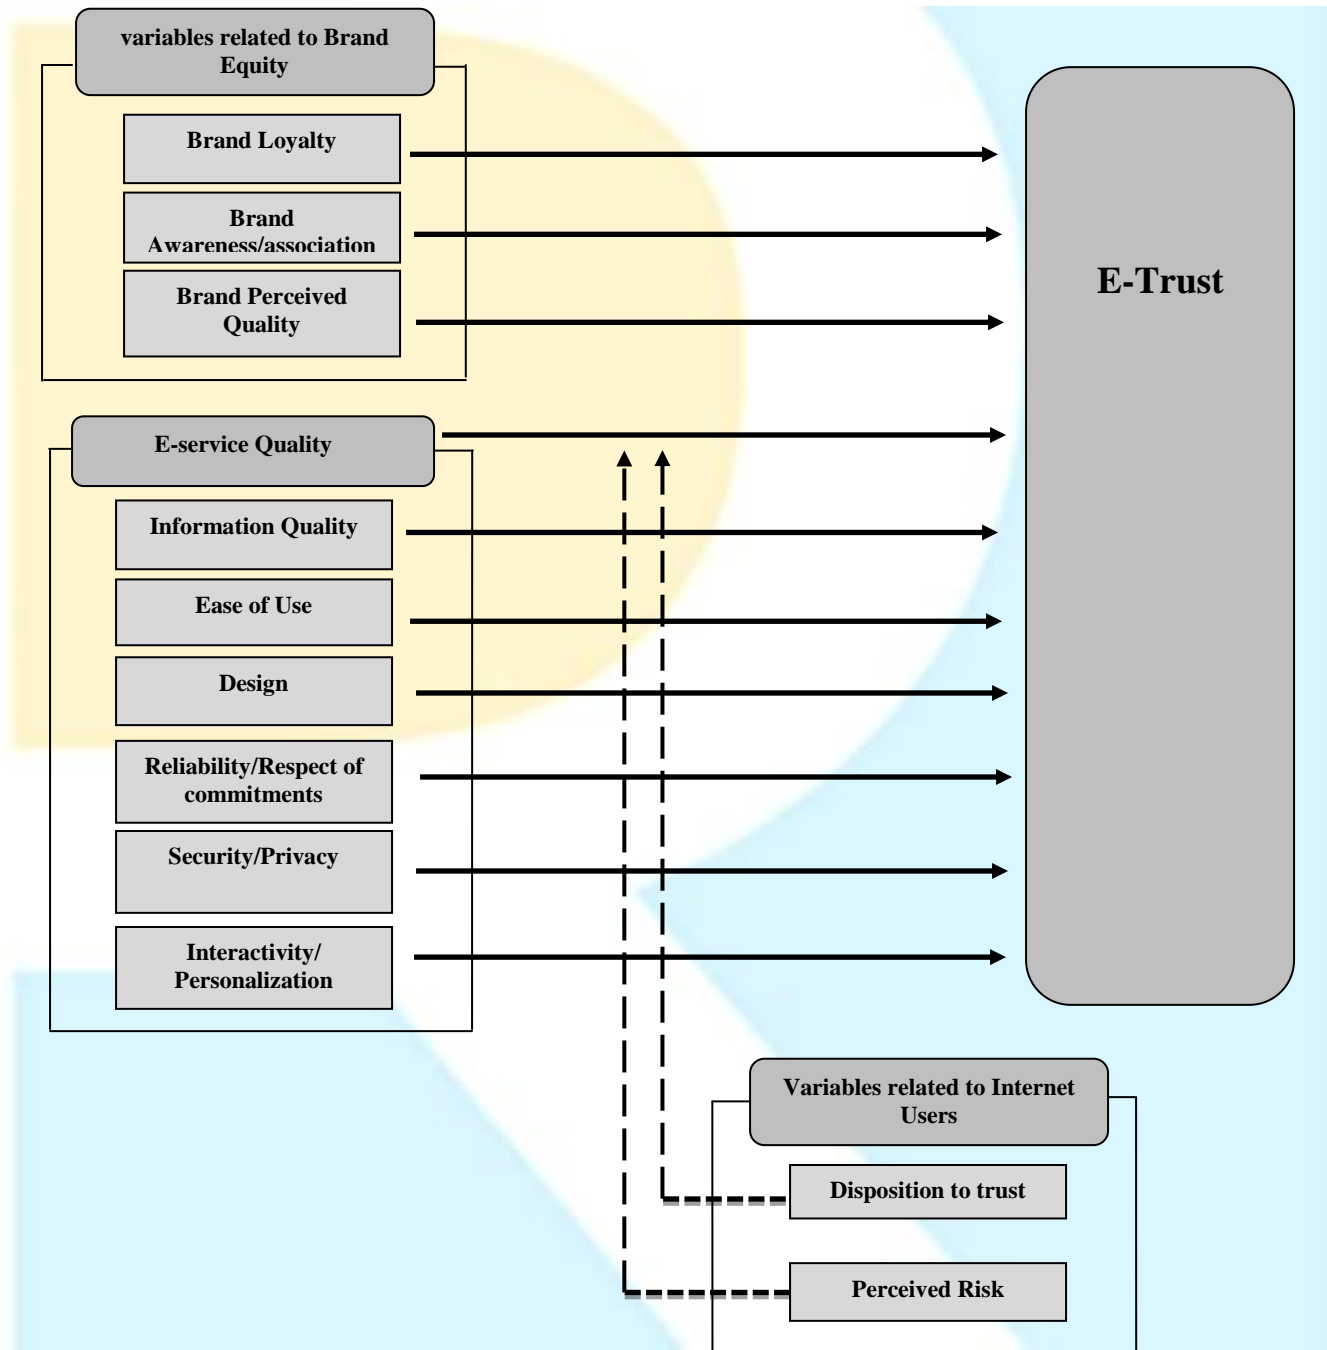 variables related to Brand
Equity
Brand Loyalty
Brand
Awareness/association
Brand Perceived
Quality
E-Trust
E-service Quality
Information Quality
Ease of Use
Design
Reliability/Respect of
commitments
Security/Privacy
Interactivity/
Personalization
Variables related to Internet
Users
Disposition to trust
Perceived Risk